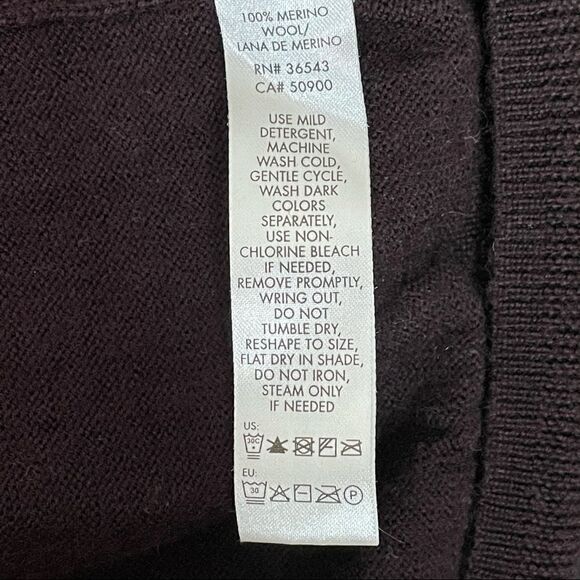 100% MERINO
WOOL/
LANA DE MERINO
RN# 36543
CA# 50900
USE MILD
DETERGENT,
MACHINE
WASH COLD,
GENTLE CYCLE,
WASH DARK
COLORS
SEPARATELY,
USE NON-
CHLORINE BLEACH
IF NEEDED,
REMOVE PROMPTLY,
WRING OUT,
DO NOT
TUMBLE DRY,
RESHAPE TO SIZE,
FLAT DRY IN SHADE,
DO NOT IRON,
STEAM ONLY
IF NEEDED
US:
30C
EU:
30 P